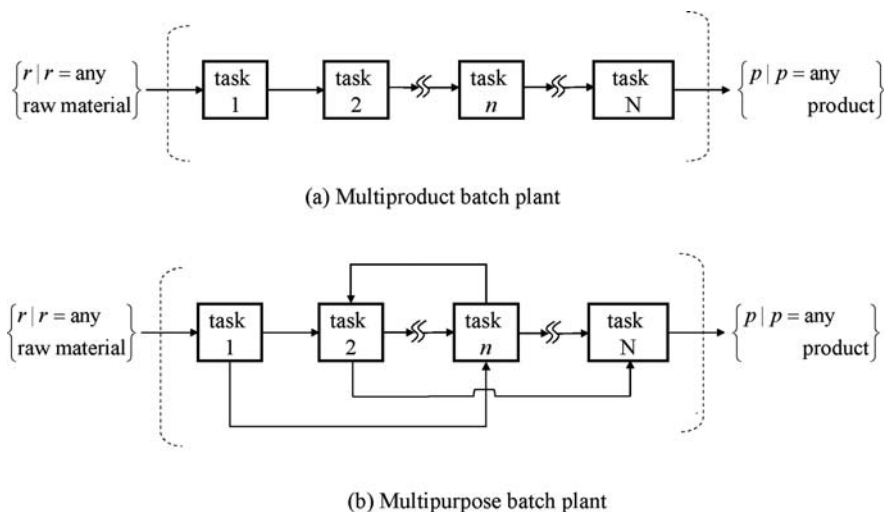 {r | r = any
raw material}
task
1
task
2
task
n
task
N
{p | p = any
product}
(a) Multiproduct batch plant
{r | r = any
raw material}
task
1
task
2
task
n
task
N
{p | p = any
product}
(b) Multipurpose batch plant